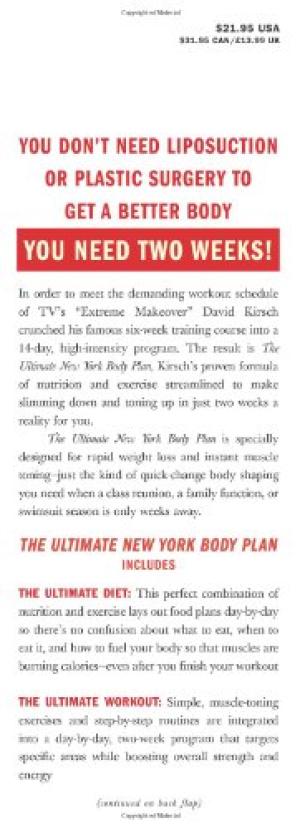 Copyrighted Material
$21.95 USA
$31.95 CAN/£13.99 UK
YOU DON'T NEED LIPOSUCTION
OR PLASTIC SURGERY TO
GET A BETTER BODY
YOU NEED TWO WEEKS!
In order to meet the demanding workout schedule
of TV's "Extreme Makeover" David Kirsch
crunched his famous six-week training course into a
14-day, high-intensity program. The result is The
Ultimate New York Body Plan, Kirsch's proven formula
of nutrition and exercise streamlined to make
slimming down and toning up in just two weeks a
reality for you.
The Ultimate New York Body Plan is specially
designed for rapid weight loss and instant muscle
toning–just the kind of quick-change body shaping
you need when a class reunion, a family function, or
swimsuit season is only weeks away.
THE ULTIMATE NEW YORK BODY PLAN
INCLUDES
THE ULTIMATE DIET: This perfect combination of
nutrition and exercise lays out food plans day-by-day
so there's no confusion about what to eat, when to
eat it, and how to fuel your body so that muscles are
burning calories–even after you finish your workout
THE ULTIMATE WORKOUT: Simple, muscle-toning
exercises and step-by-step routines are integrated
into a day-by-day, two-week program that targets
specific areas while boosting overall strength and
energy
(continued on back flap)
Copyrighted Material